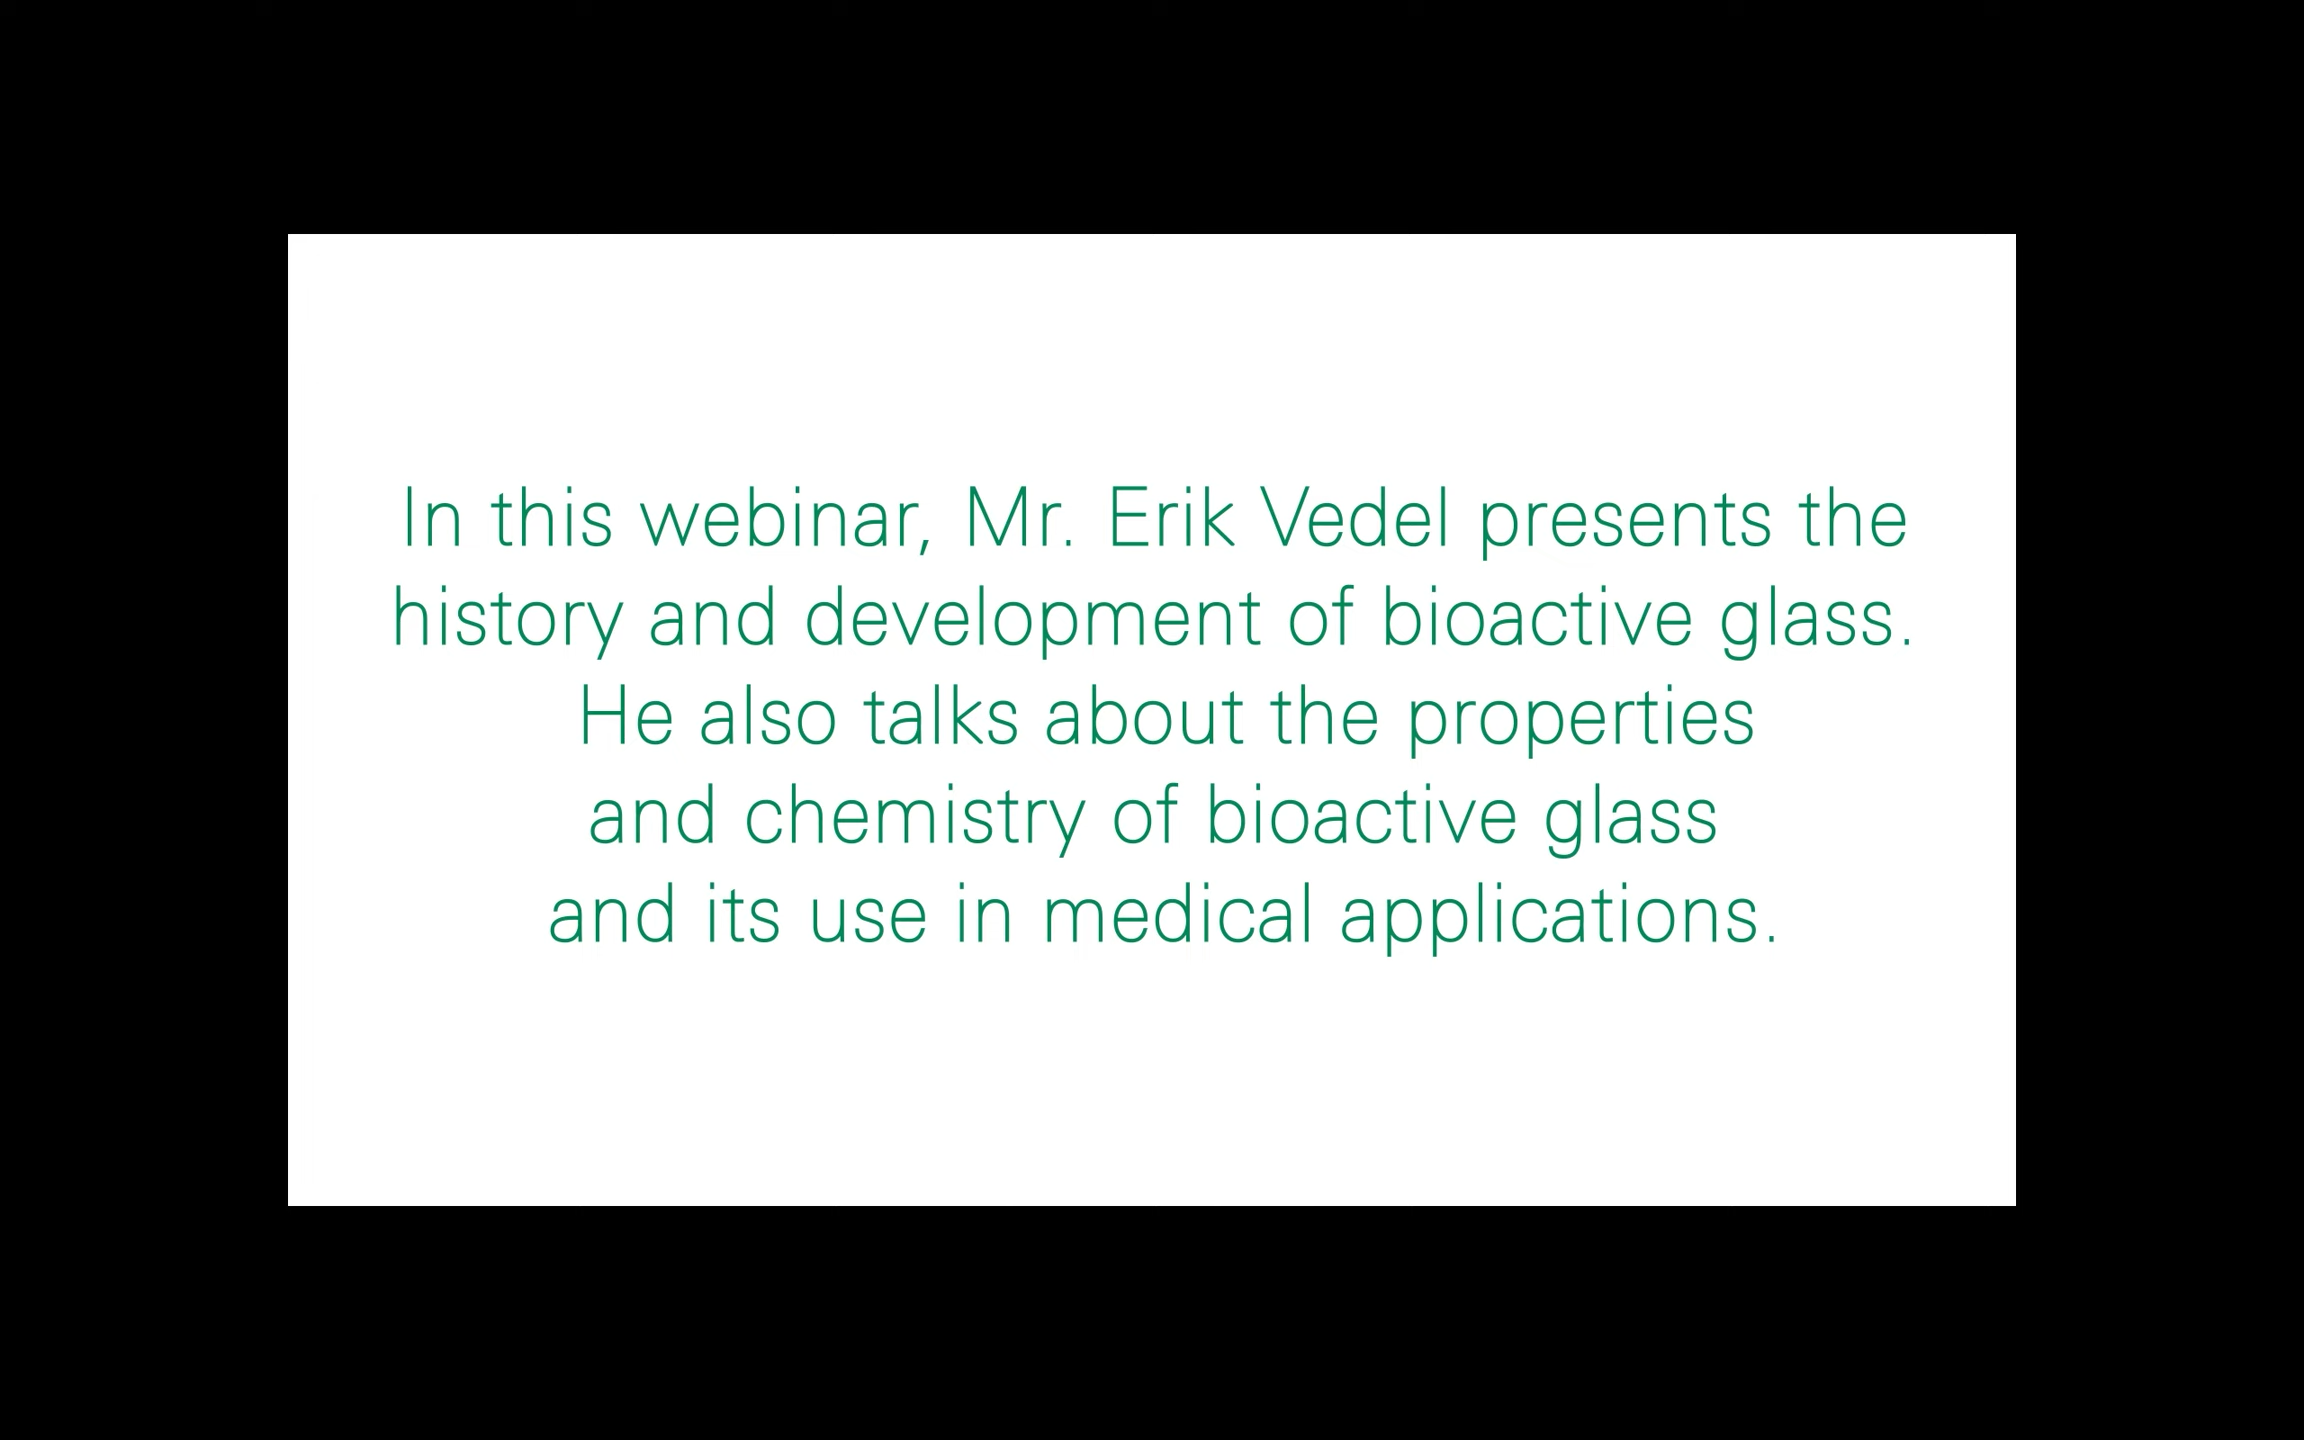 In this webinar, Mr. Erik Vedel presents the
history and development of bioactive glass.
He also talks about the properties
and chemistry of bioactive glass
and its use in medical applications.